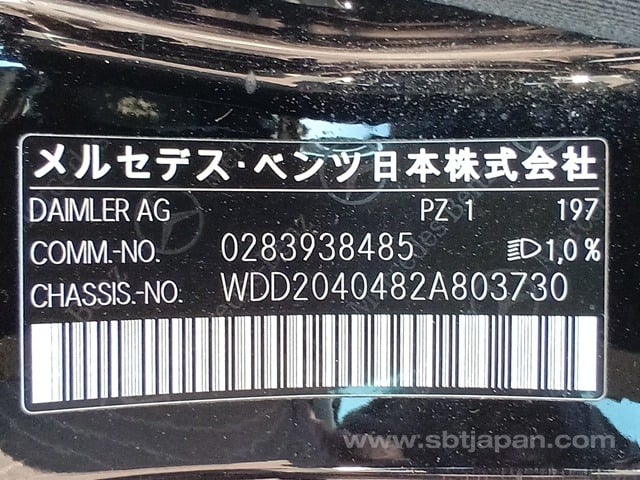 メルセデス・ベンツ日本株式会社
DAIMLER AG PZ 1 197
COMM.-NO. 0283938485 1,0%
CHASSIS.-NO. WDD2040482A803730
www.sbtjapan.com